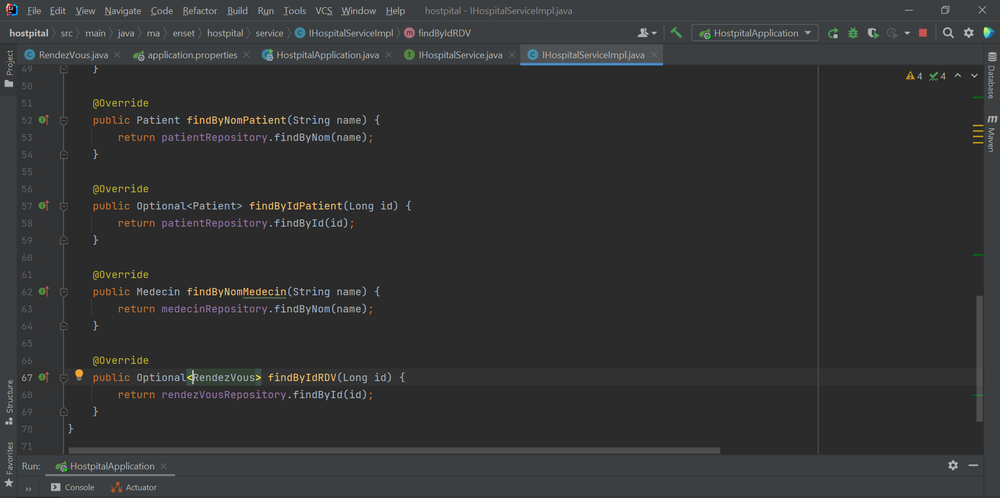 File Edit View Navigate Code Refactor Build Run Tools VCS Window Help hostpital - IHospitalServiceImpl.java
hostpital src main java ma enset hostpital service C IHospitalServiceImpl m findByIdRDV HostpitalApplication
C RendezVous.java application.properties HostpitalApplication.java I IHospitalService.java C IHospitalServiceImpl.java
Project
Structure
Favorites
Database
m Maven
4 4
49 }
50
51 @Override
52 public Patient findByNomPatient(String name) {
53 return patientRepository.findByNom(name);
54 }
55
56 @Override
57 public Optional<Patient> findByIdPatient(Long id) {
58 return patientRepository.findById(id);
59 }
60
61 @Override
62 public Medecin findByNomMedecin(String name) {
63 return medecinRepository.findByNom(name);
64 }
65
66 @Override
67 public Optional<RendezVous> findByIdRDV(Long id) {
68 return rendezVousRepository.findById(id);
69 }
70 }
71
Run: HostpitalApplication
» Console Actuator